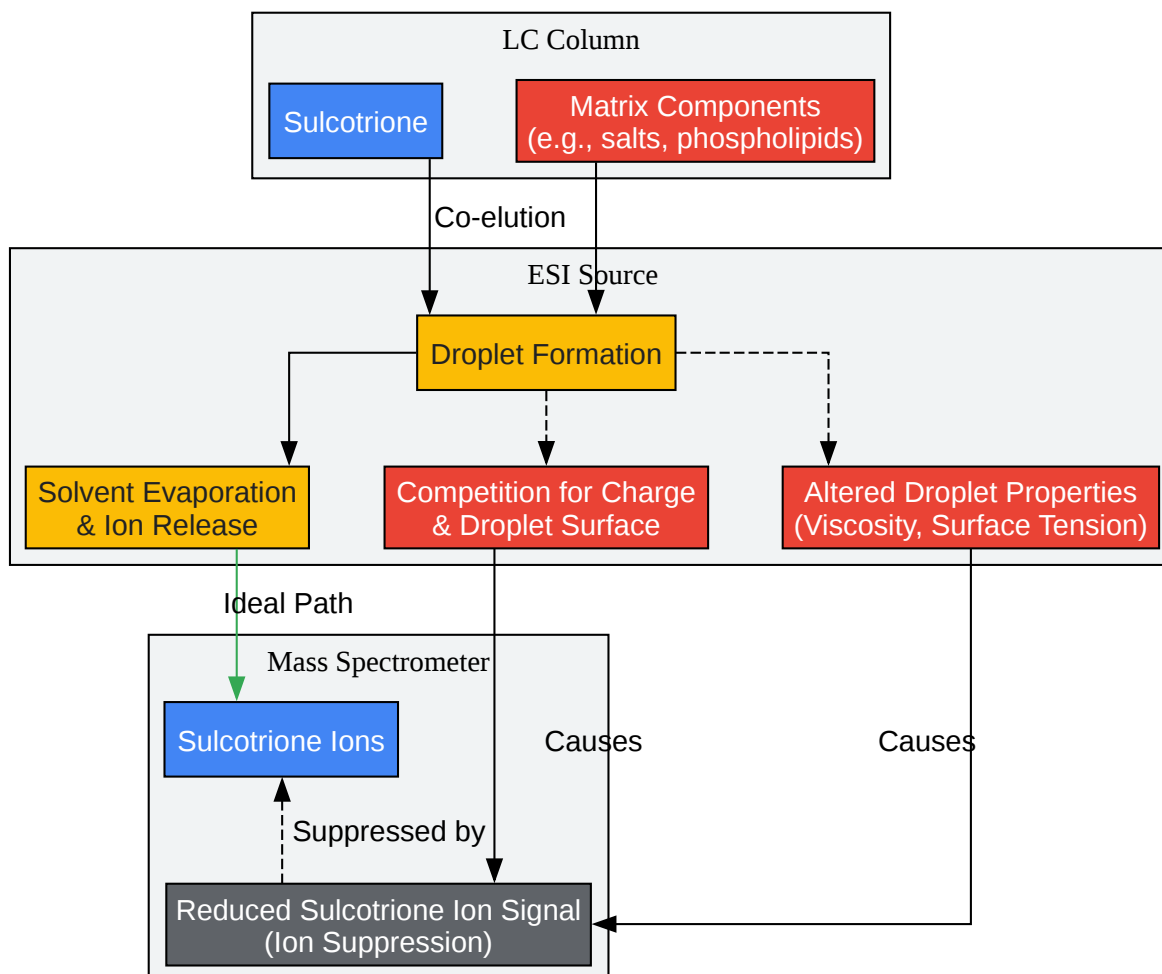 LC Column
Sulcotrione
Matrix Components
(e.g., salts, phospholipids)
Co-elution
ESI Source
Droplet Formation
Solvent Evaporation
& Ion Release
Competition for Charge
& Droplet Surface
Altered Droplet Properties
(Viscosity, Surface Tension)
Ideal Path
Mass Spectrometer
Sulcotrione Ions
Causes
Causes
Suppressed by
Reduced Sulcotrione Ion Signal
(Ion Suppression)